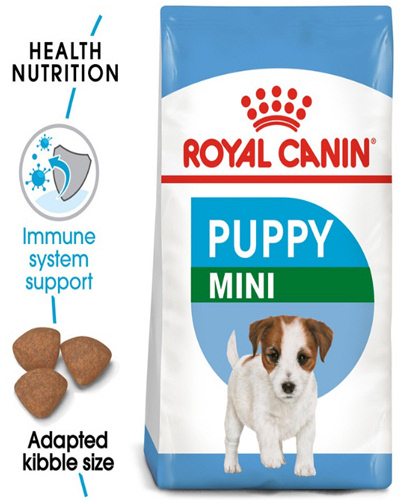 HEALTH
NUTRITION
Immune
system
support
Adapted
kibble size
ROYAL CANIN®
PUPPY
MINI